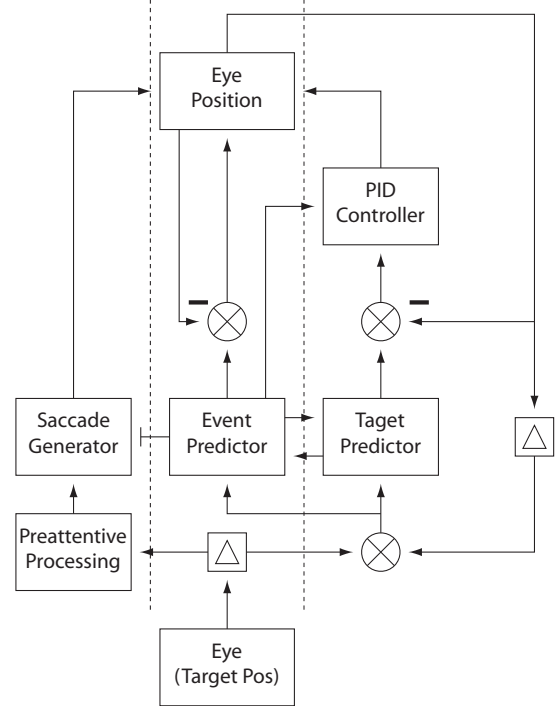 Eye
Position
PID
Controller
Saccade
Generator
Event
Predictor
Taget
Predictor
△
Preattentive
Processing
△
Eye
(Target Pos)